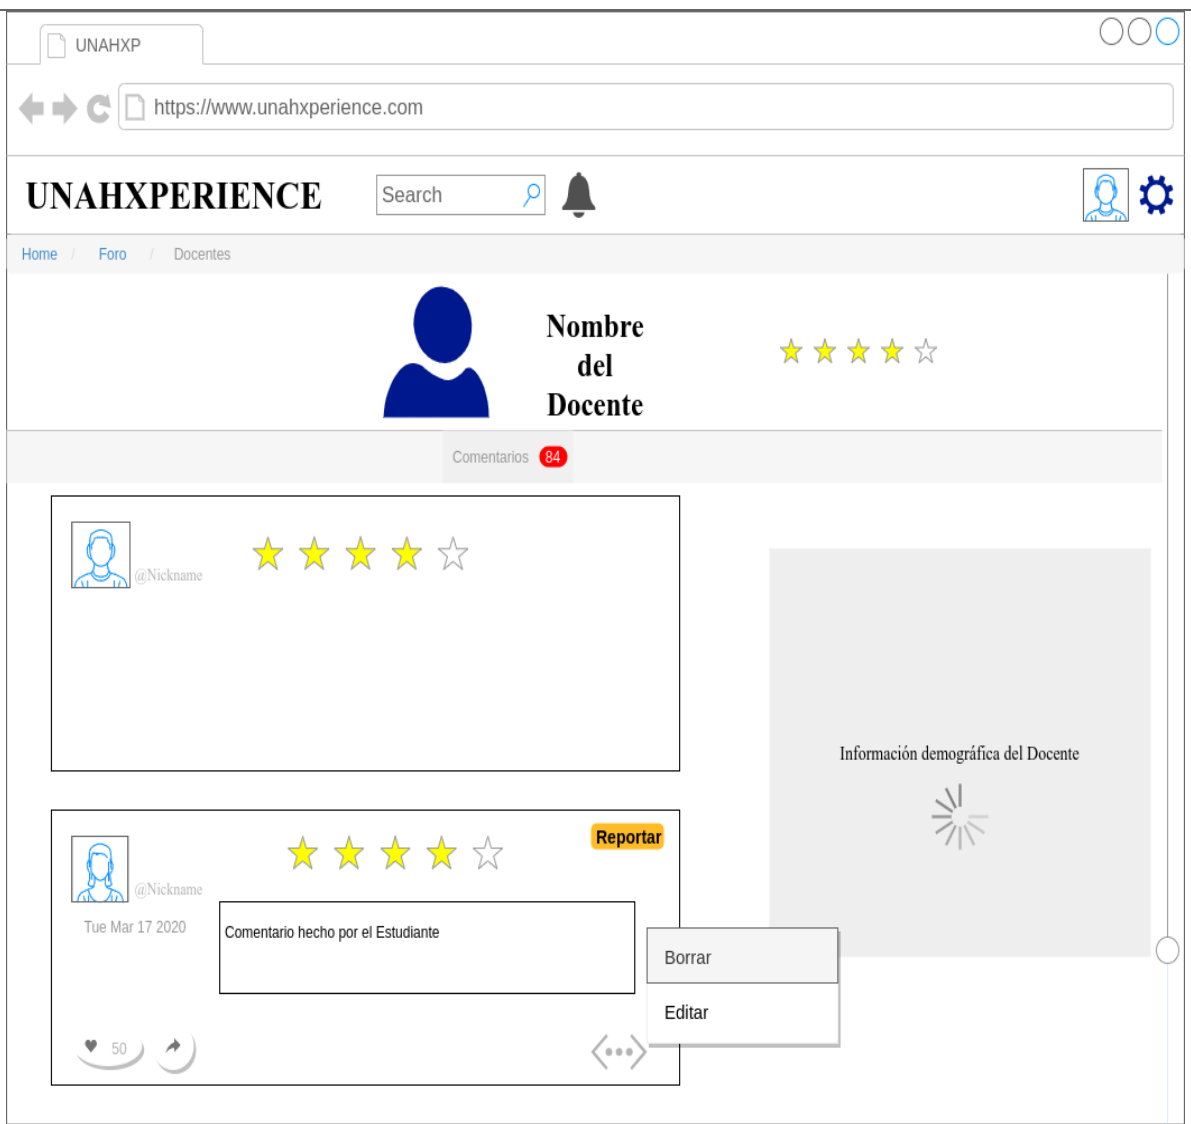 UNAHXP
https://www.unahxperience.com
UNAHXPERIENCE
Search
Home / Foro / Docentes
Nombre
del
Docente
Comentarios 84
@Nickname
Información demográfica del Docente
Reportar
@Nickname
Tue Mar 17 2020
Comentario hecho por el Estudiante
Borrar
Editar
50